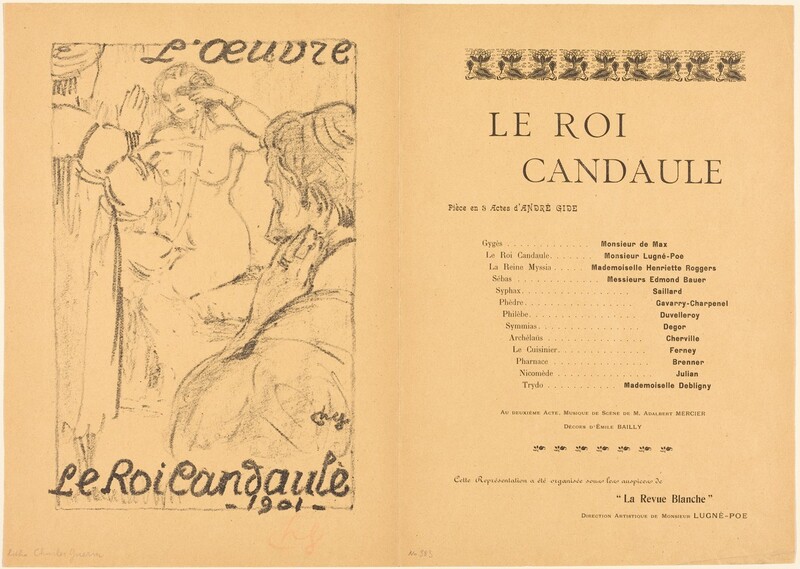 L'Œuvre
Le Roi Candaule
-1901-
LE ROI
CANDAULE
Pièce en 5 Actes d'ANDRÉ GIDE
Gygès . . . . . . . . . . . . . Monsieur de Max
Le Roi Candaule. . . . . . . . Monsieur Lugné-Poe
La Reine Myssia . . . . . Mademoiselle Henriette Roggers
Sébas . . . . . . . . . . . . . Messieurs Edmond Bauer
Syphax. . . . . . . . . . . . . . . . Saillard
Phèdre. . . . . . . . . . . . . . . . Gavarry-Charpenel
Philèbe. . . . . . . . . . . . . . . . Duvelleroy
Symmias. . . . . . . . . . . . . . . Degor
Archélaüs . . . . . . . . . . . . . . Cherville
Le Cuisinier. . . . . . . . . . . . . Ferney
Pharnace . . . . . . . . . . . . . . Brenner
Nicomède . . . . . . . . . . . . . . Julian
Trydo . . . . . . . . . . . Mademoiselle Debligny
Au deuxième Acte, Musique de Scène de M. Adalbert MERCIER
Décors d'Émile BAILLY
Cette Représentation a été organisée sous les auspices de
"La Revue Blanche"
Direction Artistique de Monsieur LUGNÉ-POE